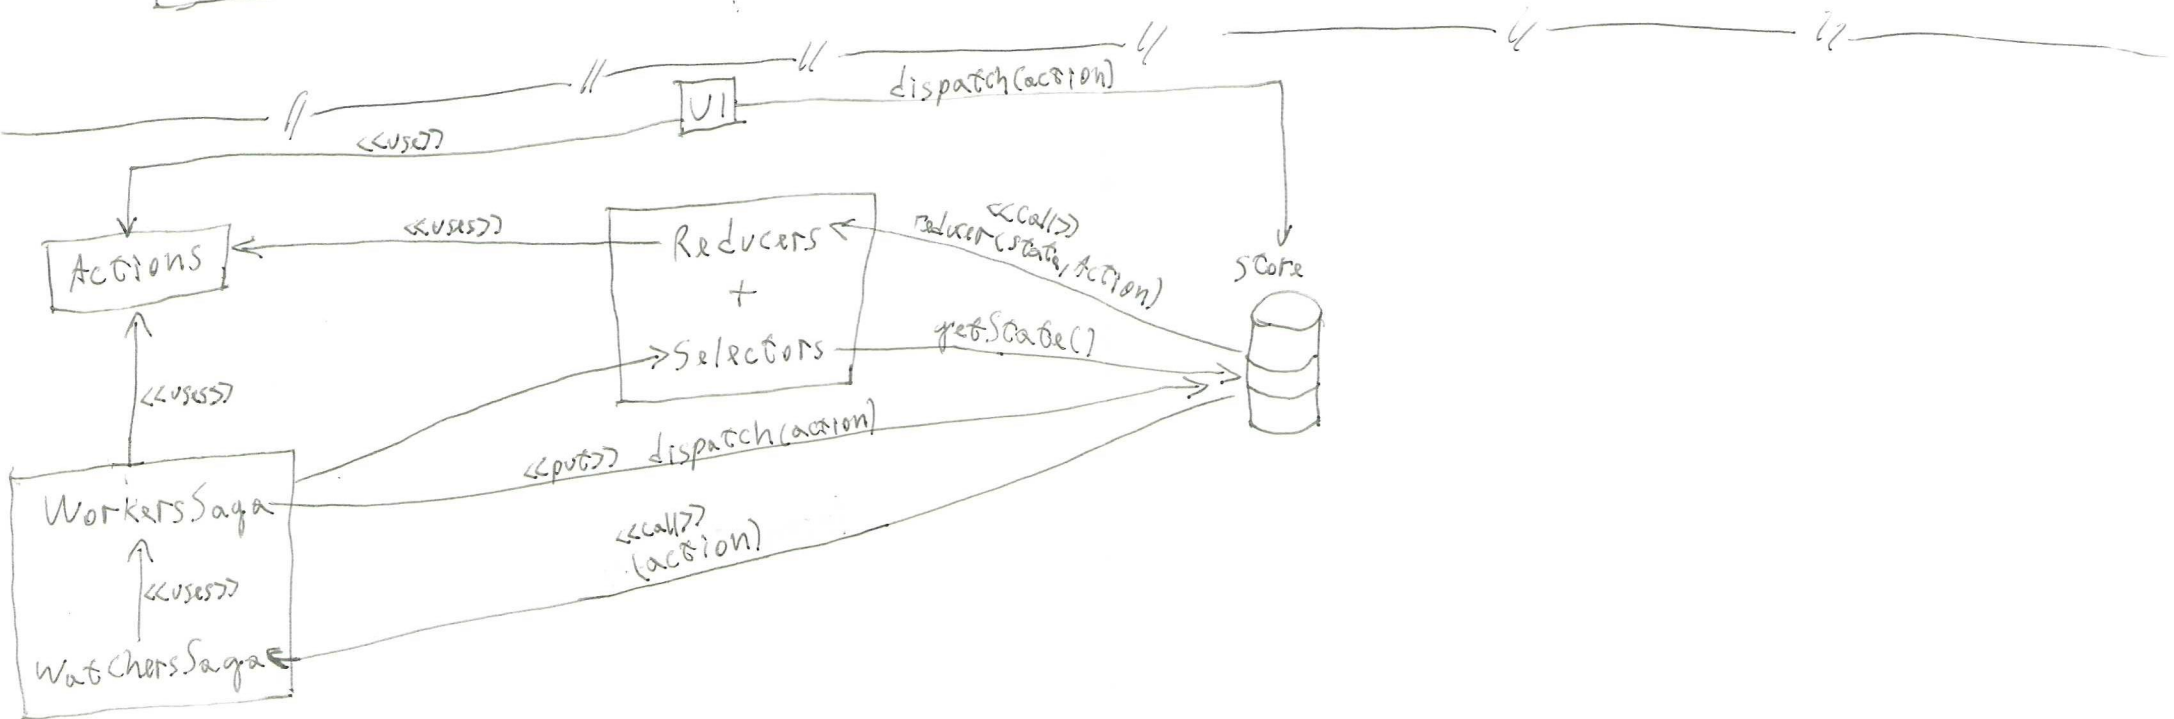 dispatch(action)
UI
<<use>>
<<uses>>
Reducers
<<call>>
reducer(state, Action)
Store
Actions
+
getState()
Selectors
<<uses>>
<<put>> dispatch(action)
WorkersSaga
<<call>>
(action)
<<uses>>
WatchersSaga